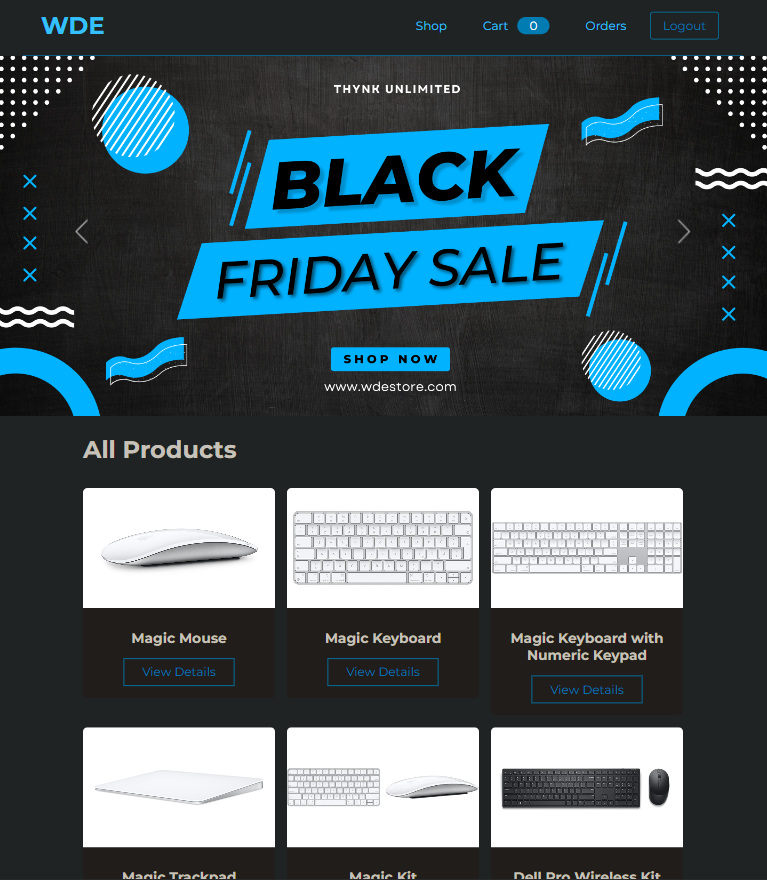 WDE
Shop
Cart 0
Orders
Logout
THYNK UNLIMITED
BLACK
FRIDAY SALE
SHOP NOW
www.wdestore.com
All Products
Magic Mouse
View Details
Magic Keyboard
View Details
Magic Keyboard with
Numeric Keypad
View Details
Magic Trackpad
Magic Kit
Dell Pro Wireless Kit